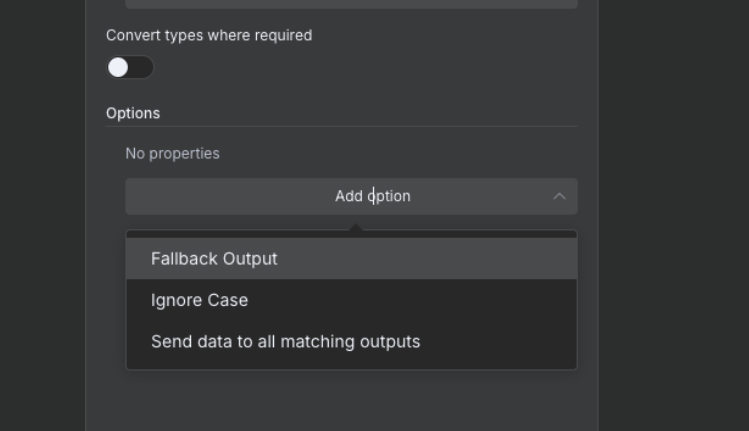 Convert types where required
Options
No properties
Add option
Fallback Output
Ignore Case
Send data to all matching outputs